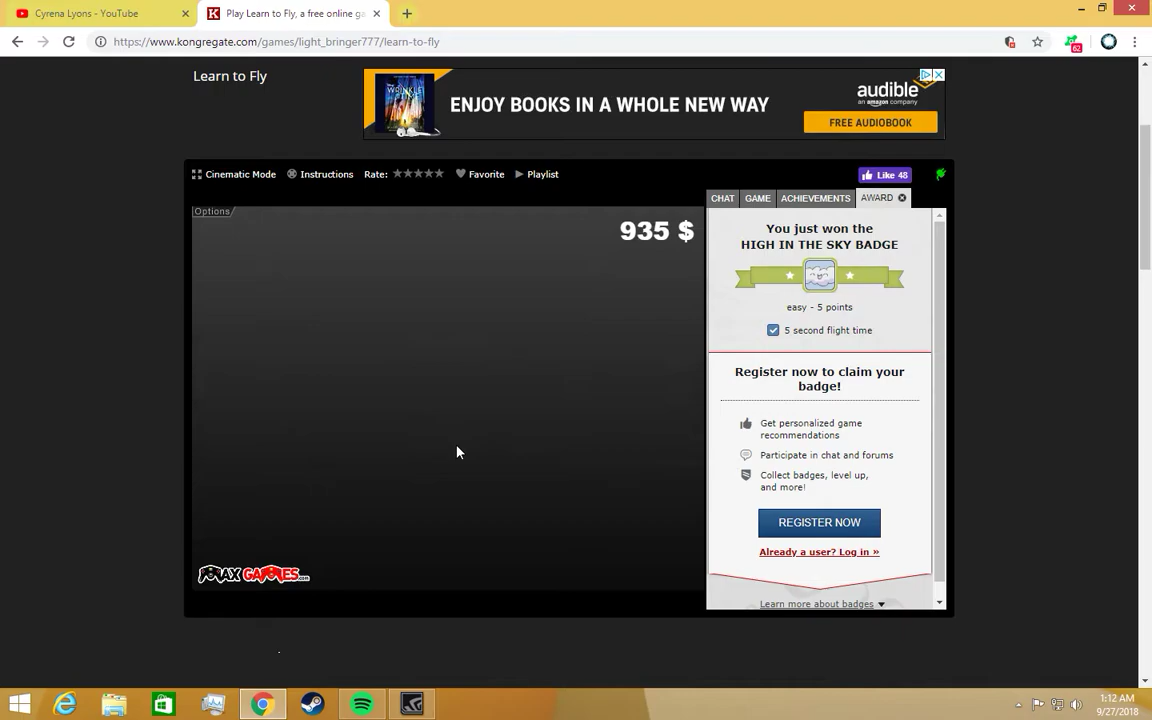 Cyrena Lyons - YouTube
Play Learn to Fly, a free online ga
https://www.kongregate.com/games/light_bringer777/learn-to-fly
62
Learn to Fly
ENJOY BOOKS IN A WHOLE NEW WAY
audible
an amazon company
FREE AUDIOBOOK
WRINKLE
Cinematic Mode
Instructions
Rate:
Favorite
Playlist
Like 48
CHAT
GAME
ACHIEVEMENTS
AWARD
Options
935 $
You just won the
HIGH IN THE SKY BADGE
easy - 5 points
5 second flight time
Register now to claim your
badge!
Get personalized game
recommendations
Participate in chat and forums
Collect badges, level up,
and more!
REGISTER NOW
Already a user? Log in »
Learn more about badges
MAX GAMES.com
1:12 AM
9/27/2018